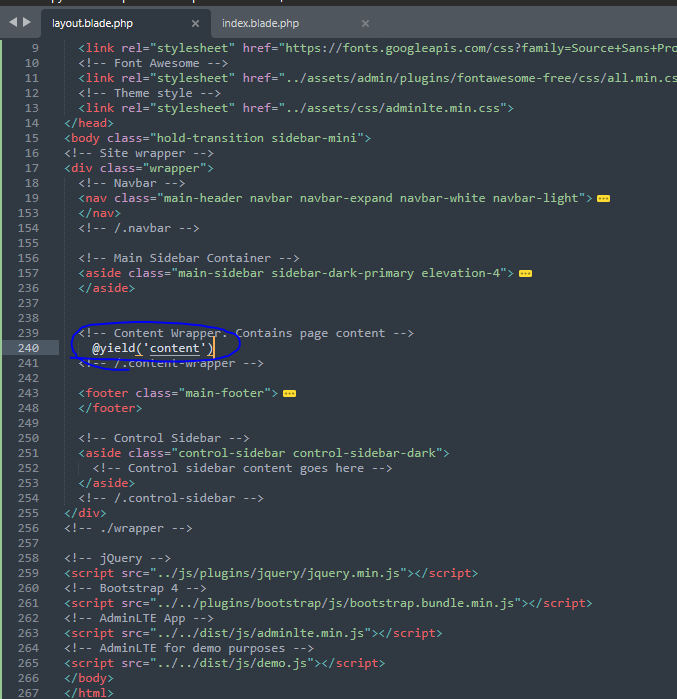 layout.blade.php × index.blade.php ×
9 <link rel="stylesheet" href="https://fonts.googleapis.com/css?family=Source+Sans+Pro
10 <!-- Font Awesome -->
11 <link rel="stylesheet" href="../assets/admin/plugins/fontawesome-free/css/all.min.cs
12 <!-- Theme style -->
13 <link rel="stylesheet" href="../assets/css/adminlte.min.css">
14 </head>
15 <body class="hold-transition sidebar-mini">
16 <!-- Site wrapper -->
17 <div class="wrapper">
18 <!-- Navbar -->
19 <nav class="main-header navbar navbar-expand navbar-white navbar-light">
153 </nav>
154 <!-- /.navbar -->
155
156 <!-- Main Sidebar Container -->
157 <aside class="main-sidebar sidebar-dark-primary elevation-4">
236 </aside>
237
238
239 <!-- Content Wrapper. Contains page content -->
240 @yield('content')
241 <!-- /.content-wrapper -->
242
243 <footer class="main-footer">
248 </footer>
249
250 <!-- Control Sidebar -->
251 <aside class="control-sidebar control-sidebar-dark">
252 <!-- Control sidebar content goes here -->
253 </aside>
254 <!-- /.control-sidebar -->
255 </div>
256 <!-- ./wrapper -->
257
258 <!-- jQuery -->
259 <script src="../js/plugins/jquery/jquery.min.js"></script>
260 <!-- Bootstrap 4 -->
261 <script src="../../plugins/bootstrap/js/bootstrap.bundle.min.js"></script>
262 <!-- AdminLTE App -->
263 <script src="../../dist/js/adminlte.min.js"></script>
264 <!-- AdminLTE for demo purposes -->
265 <script src="../../dist/js/demo.js"></script>
266 </body>
267 </html>